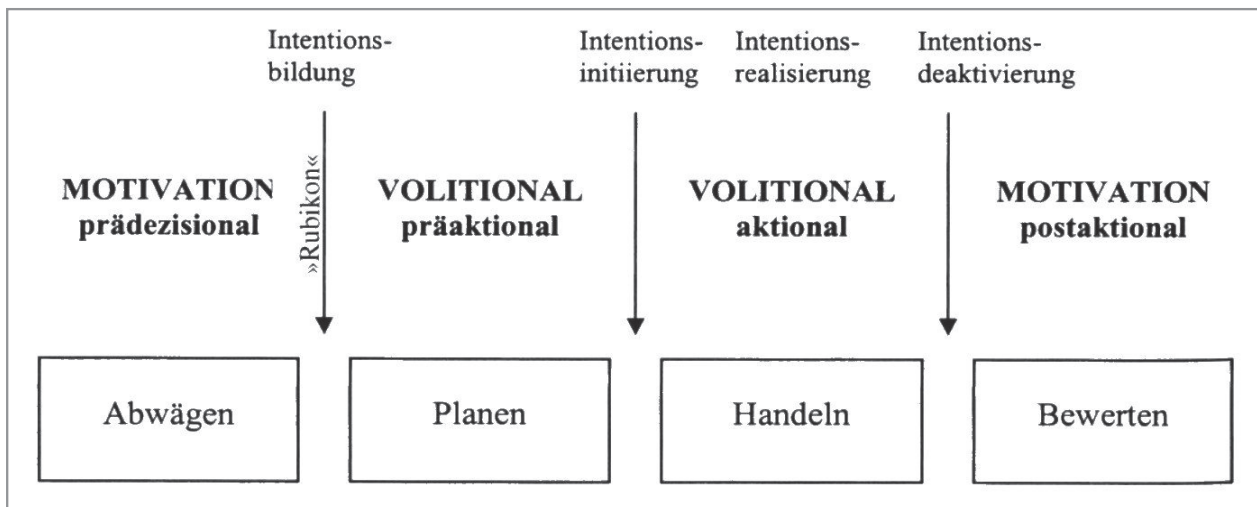 Intentions-
bildung
Intentions-
initiierung
Intentions-
realisierung
Intentions-
deaktivierung
»Rubikon«
MOTIVATION
prädezisional
VOLITIONAL
präaktional
VOLITIONAL
aktional
MOTIVATION
postaktional
Abwägen
Planen
Handeln
Bewerten